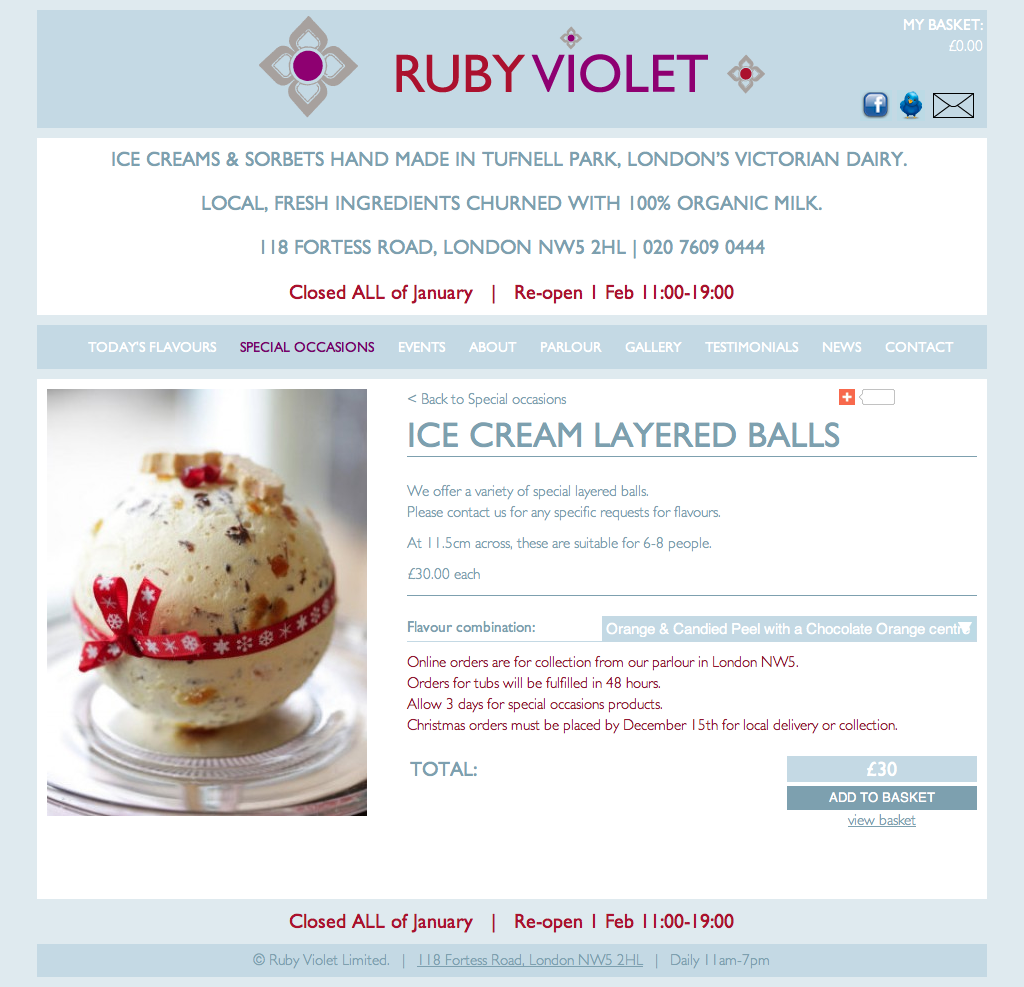 MY BASKET:
£0.00
RUBY VIOLET
ICE CREAMS & SORBETS HAND MADE IN TUFNELL PARK, LONDON'S VICTORIAN DAIRY.
LOCAL, FRESH INGREDIENTS CHURNED WITH 100% ORGANIC MILK.
118 FORTESS ROAD, LONDON NW5 2HL | 020 7609 0444
Closed ALL of January | Re-open 1 Feb 11:00-19:00
TODAY'S FLAVOURS SPECIAL OCCASIONS EVENTS ABOUT PARLOUR GALLERY TESTIMONIALS NEWS CONTACT
< Back to Special occasions
ICE CREAM LAYERED BALLS
We offer a variety of special layered balls.
Please contact us for any specific requests for flavours.
At 11.5cm across, these are suitable for 6-8 people.
£30.00 each
Flavour combination: Orange & Candied Peel with a Chocolate Orange centre
Online orders are for collection from our parlour in London NW5.
Orders for tubs will be fulfilled in 48 hours.
Allow 3 days for special occasions products.
Christmas orders must be placed by December 15th for local delivery or collection.
TOTAL: £30
ADD TO BASKET
view basket
Closed ALL of January | Re-open 1 Feb 11:00-19:00
© Ruby Violet Limited. | 118 Fortess Road, London NW5 2HL | Daily 11am-7pm